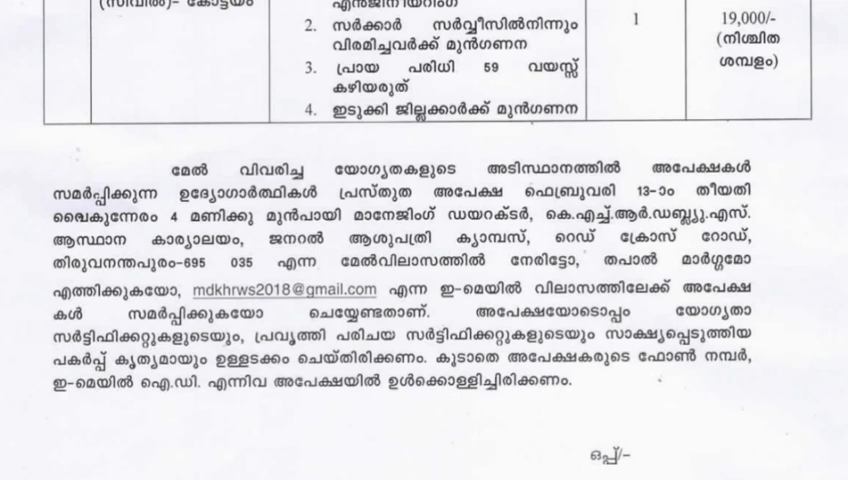 (സിവിൽ)- കോട്ടയം
എൻജിനീയറിംഗ്
2. സർക്കാർ സർവ്വീസിൽനിന്നും
വിരമിച്ചവർക്ക് മുൻഗണന
3. പ്രായ പരിധി 59 വയസ്സ്
കഴിയരുത്
4. ഇടുക്കി ജില്ലക്കാർക്ക് മുൻഗണന
1
19,000/-
(നിശ്ചിത
ശമ്പളം)
മേൽ വിവരിച്ച യോഗ്യതകളുടെ അടിസ്ഥാനത്തിൽ അപേക്ഷകൾ
സമർപ്പിക്കുന്ന ഉദ്യോഗാർത്ഥികൾ പ്രസ്തുത അപേക്ഷ ഫെബ്രുവരി 13-ാം തീയതി
വൈകുന്നേരം 4 മണിക്കു മുൻപായി മാനേജിംഗ് ഡയറക്ടർ, കെ.എച്ച്.ആർ.ഡബ്ല്യു.എസ്.
ആസ്ഥാന കാര്യാലയം, ജനറൽ ആശുപത്രി ക്യാമ്പസ്, റെഡ് ക്രോസ് റോഡ്,
തിരുവനന്തപുരം-695 035 എന്ന മേൽവിലാസത്തിൽ നേരിട്ടോ, തപാൽ മാർഗ്ഗമോ
എത്തിക്കുകയോ, mdkhrws2018@gmail.com എന്ന ഇ-മെയിൽ വിലാസത്തിലേക്ക് അപേക്ഷ
കൾ സമർപ്പിക്കുകയോ ചെയ്യേണ്ടതാണ്. അപേക്ഷയോടൊപ്പം യോഗ്യതാ
സർട്ടിഫിക്കറ്റുകളുടെയും, പ്രവൃത്തി പരിചയ സർട്ടിഫിക്കറ്റുകളുടെയും സാക്ഷ്യപ്പെടുത്തിയ
പകർപ്പ് കൃത്യമായും ഉള്ളടക്കം ചെയ്തിരിക്കണം. കൂടാതെ അപേക്ഷകരുടെ ഫോൺ നമ്പർ,
ഇ-മെയിൽ ഐ.ഡി. എന്നിവ അപേക്ഷയിൽ ഉൾക്കൊള്ളിച്ചിരിക്കണം.
ഒപ്പ്/-